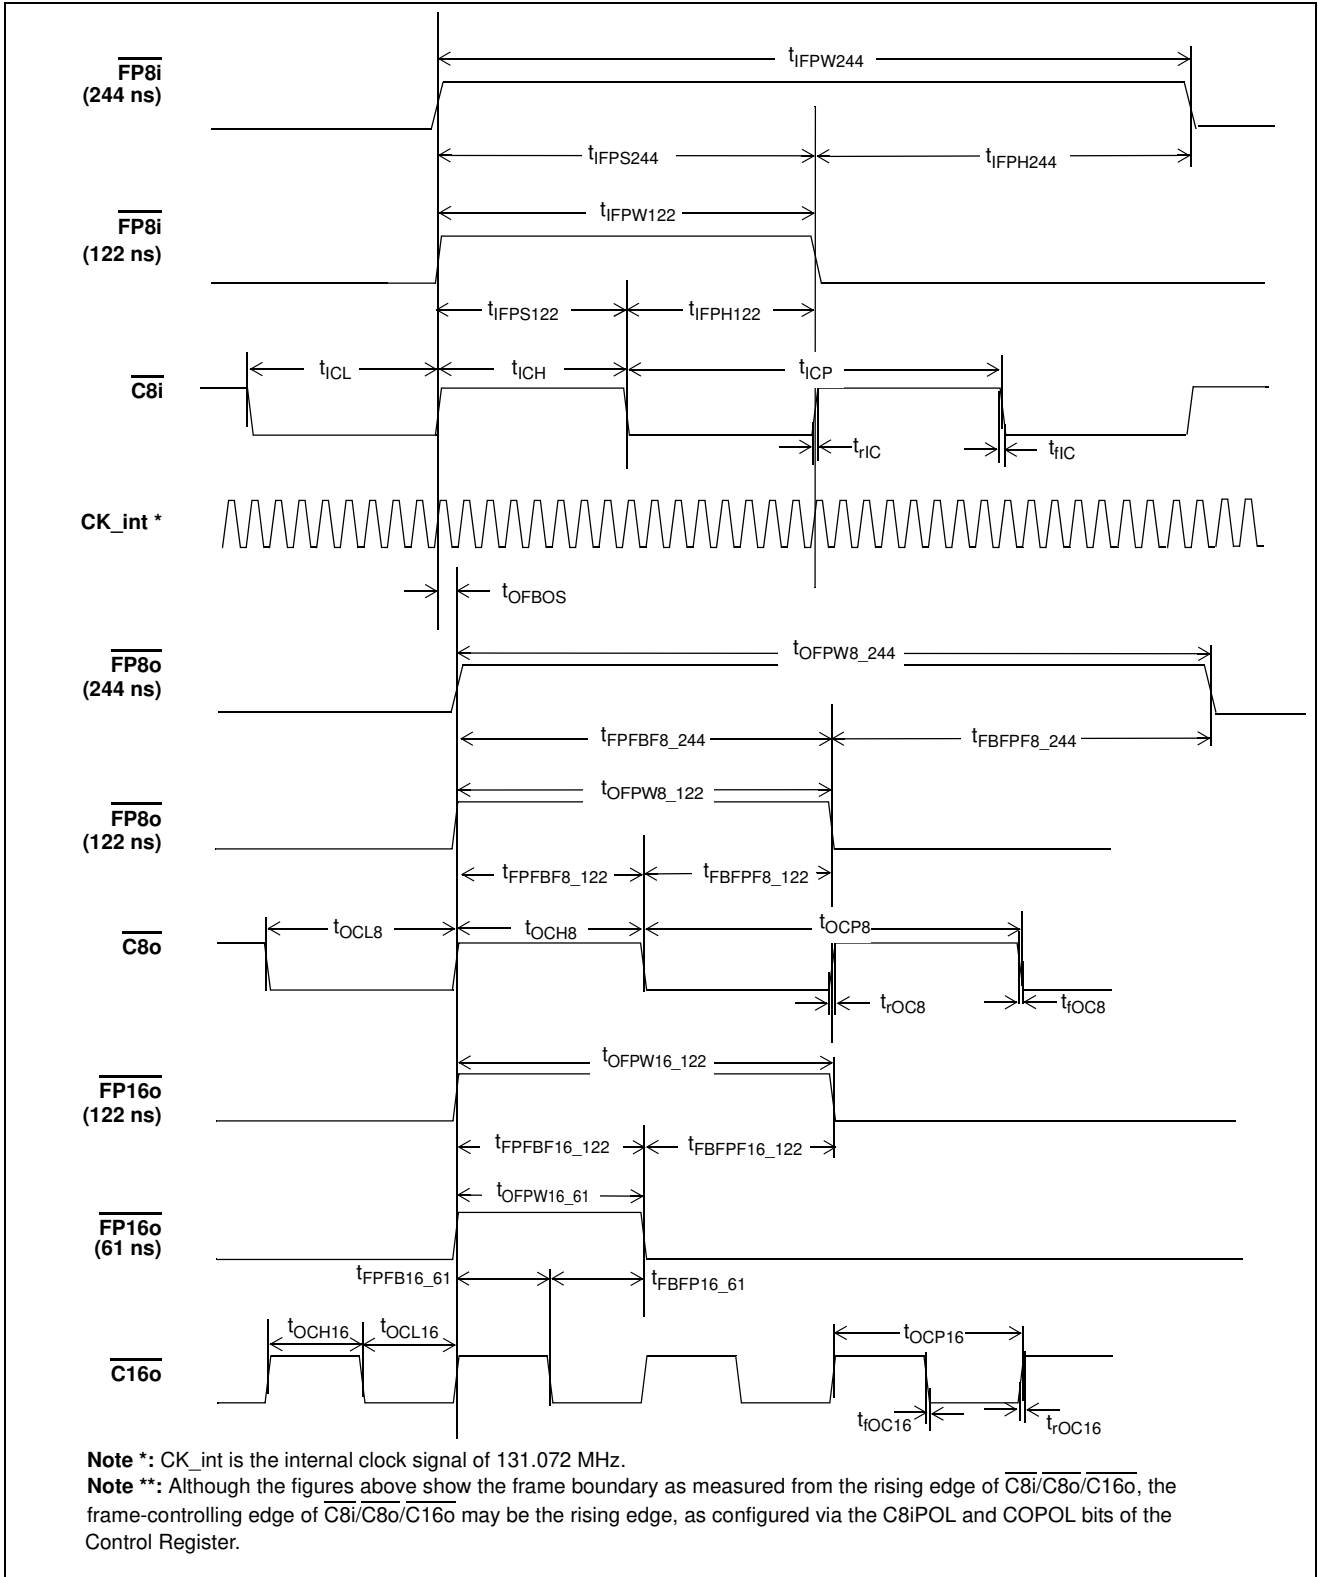 tIFPW244
FP8i
(244 ns)
tIFPS244
tIFPH244
FP8i
(122 ns)
tIFPW122
tIFPS122
tIFPH122
tICL
tICH
tICP
C8i
trIC
tfIC
CK_int *
tOFBOS
FP8o
(244 ns)
tOFPW8_244
tFPFBF8_244
tFBFPF8_244
FP8o
(122 ns)
tOFPW8_122
tFPFBF8_122
tFBFPF8_122
C8o
tOCL8
tOCH8
tOCP8
trOC8
tfOC8
FP16o
(122 ns)
tOFPW16_122
tFPFBF16_122
tFBFPF16_122
FP16o
(61 ns)
tOFPW16_61
tFPFB16_61
tFBFP16_61
tOCH16
tOCL16
tOCP16
C16o
tfOC16
trOC16
Note *: CK_int is the internal clock signal of 131.072 MHz.
Note **: Although the figures above show the frame boundary as measured from the rising edge of C8i/C8o/C16o, the
frame-controlling edge of C8i/C8o/C16o may be the rising edge, as configured via the C8iPOL and COPOL bits of the
Control Register.